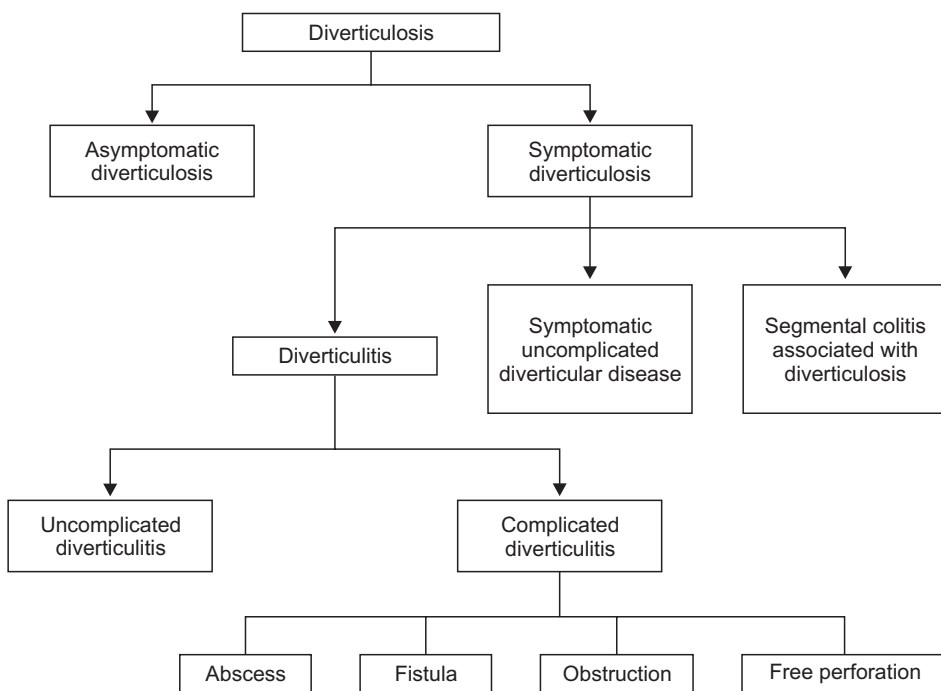 Diverticulosis
Asymptomatic
diverticulosis
Symptomatic
diverticulosis
Diverticulitis
Symptomatic
uncomplicated
diverticular disease
Segmental colitis
associated with
diverticulosis
Uncomplicated
diverticulitis
Complicated
diverticulitis
Abscess
Fistula
Obstruction
Free perforation